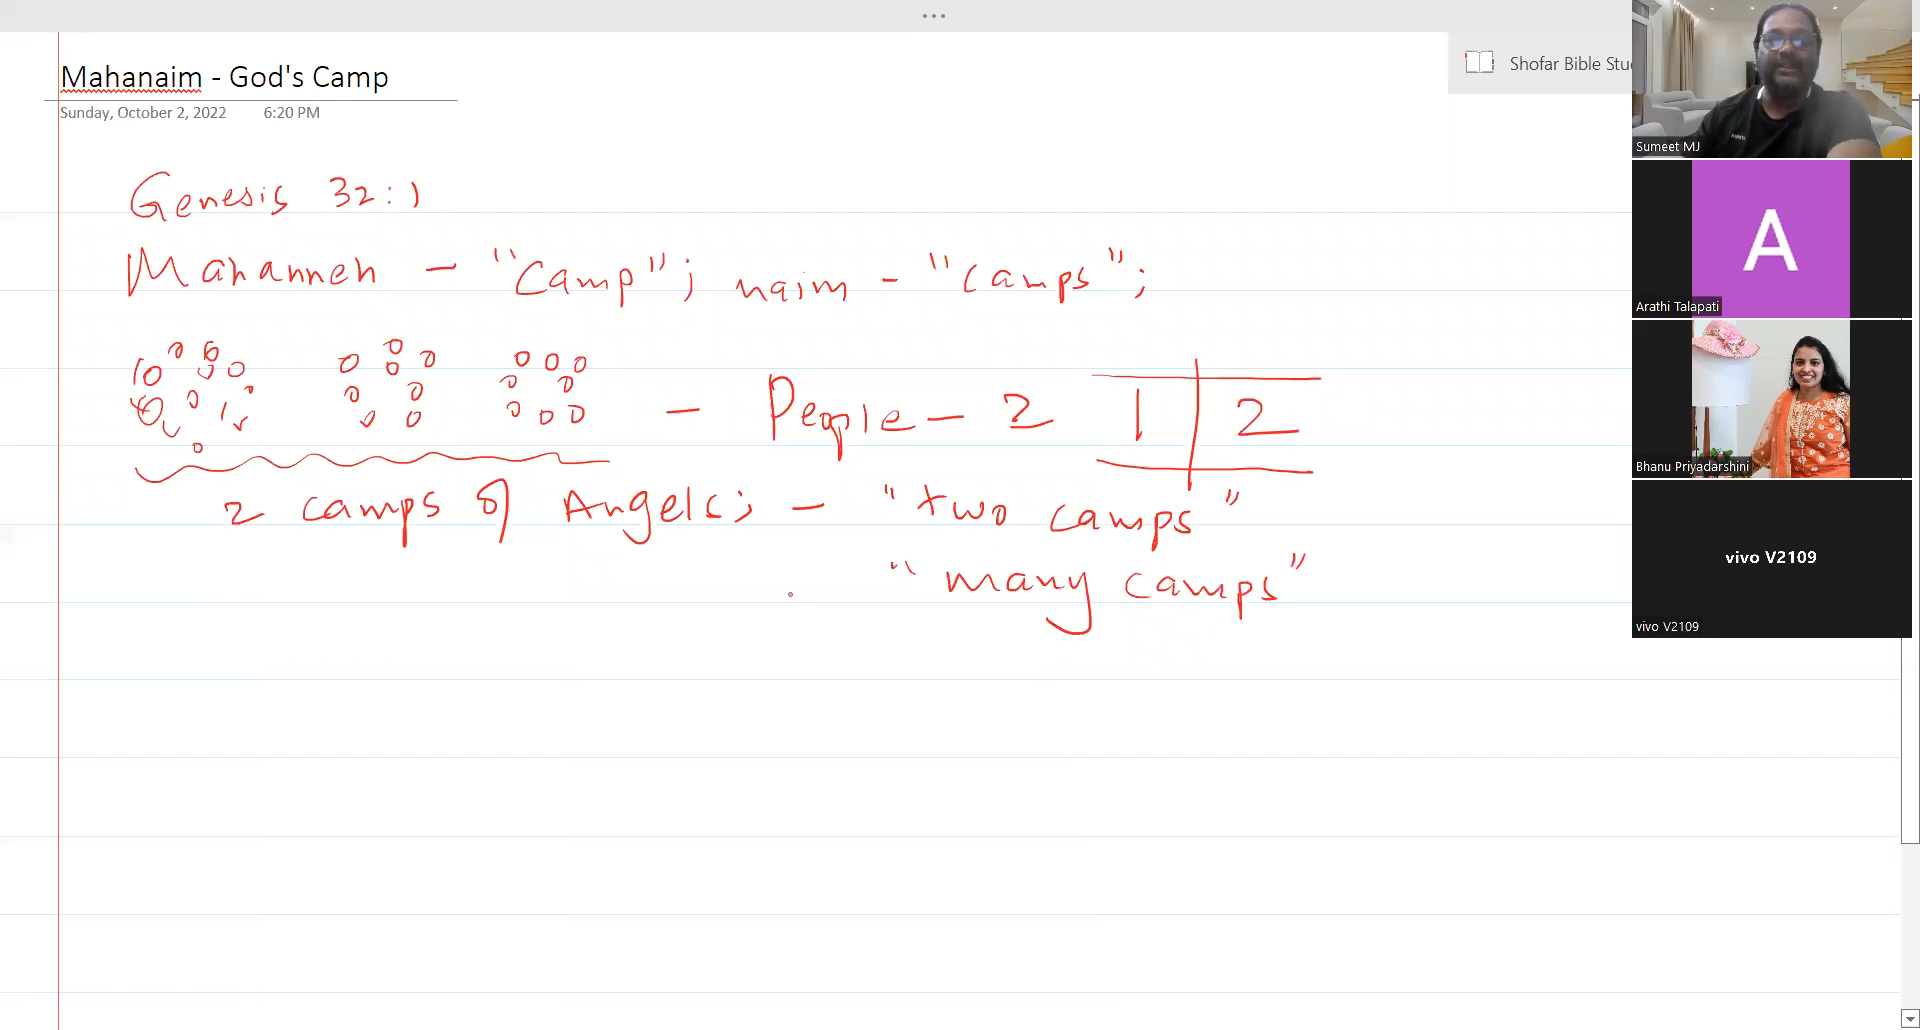 Mahanaim - God's Camp
Shofar Bible Stu
Sunday, October 2, 2022 6:20 PM
Genesis 32:1
Mahanneh - "Camp"; naim - "camps";
- People - 2 1 2
2 camps of Angels; - "two camps"
"many camps"
Sumeet MJ
A
Arathi Talapati
Bhanu Priyadarshini
vivo V2109
vivo V2109